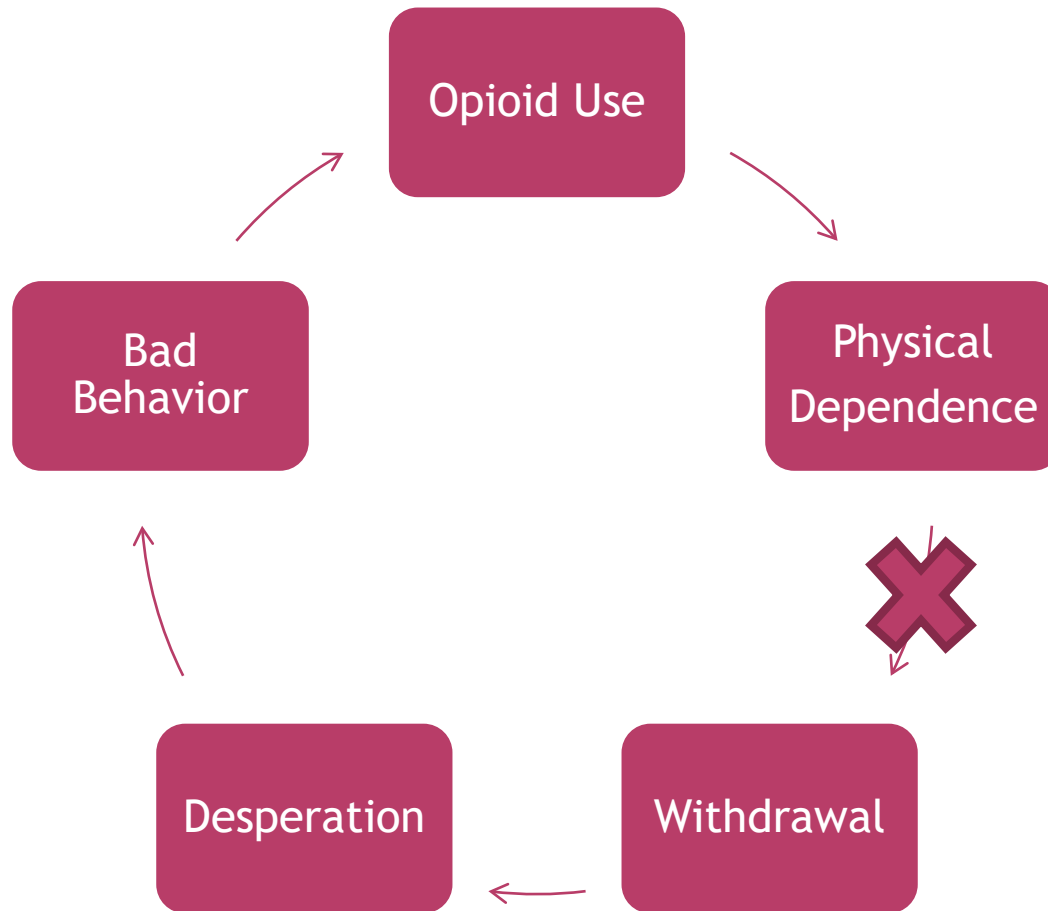 Opioid Use
Physical
Dependence
Withdrawal
Desperation
Bad
Behavior